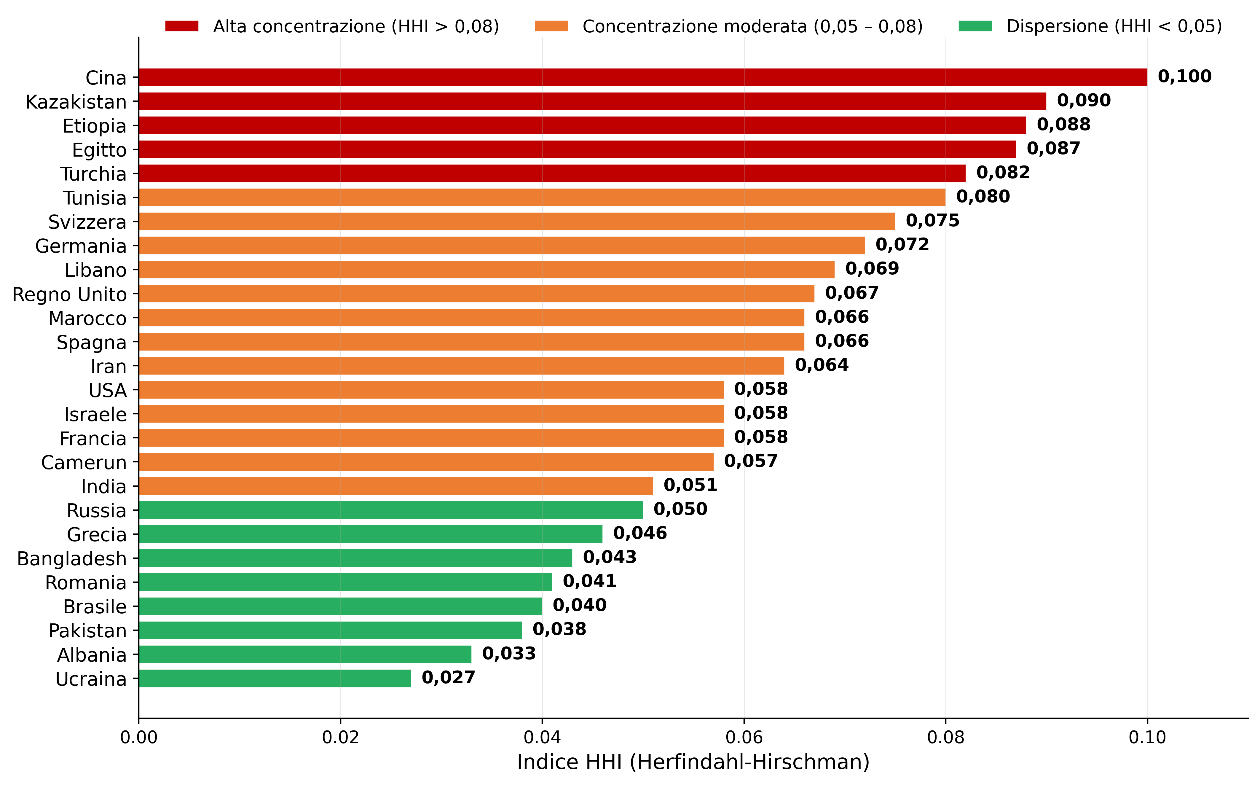 Alta concentrazione (HHI > 0,08) Concentrazione moderata (0,05 – 0,08) Dispersione (HHI < 0,05)
Cina 0,100
Kazakistan 0,090
Etiopia 0,088
Egitto 0,087
Turchia 0,082
Tunisia 0,080
Svizzera 0,075
Germania 0,072
Libano 0,069
Regno Unito 0,067
Marocco 0,066
Spagna 0,066
Iran 0,064
USA 0,058
Israele 0,058
Francia 0,058
Camerun 0,057
India 0,051
Russia 0,050
Grecia 0,046
Bangladesh 0,043
Romania 0,041
Brasile 0,040
Pakistan 0,038
Albania 0,033
Ucraina 0,027
0.00 0.02 0.04 0.06 0.08 0.10
Indice HHI (Herfindahl-Hirschman)